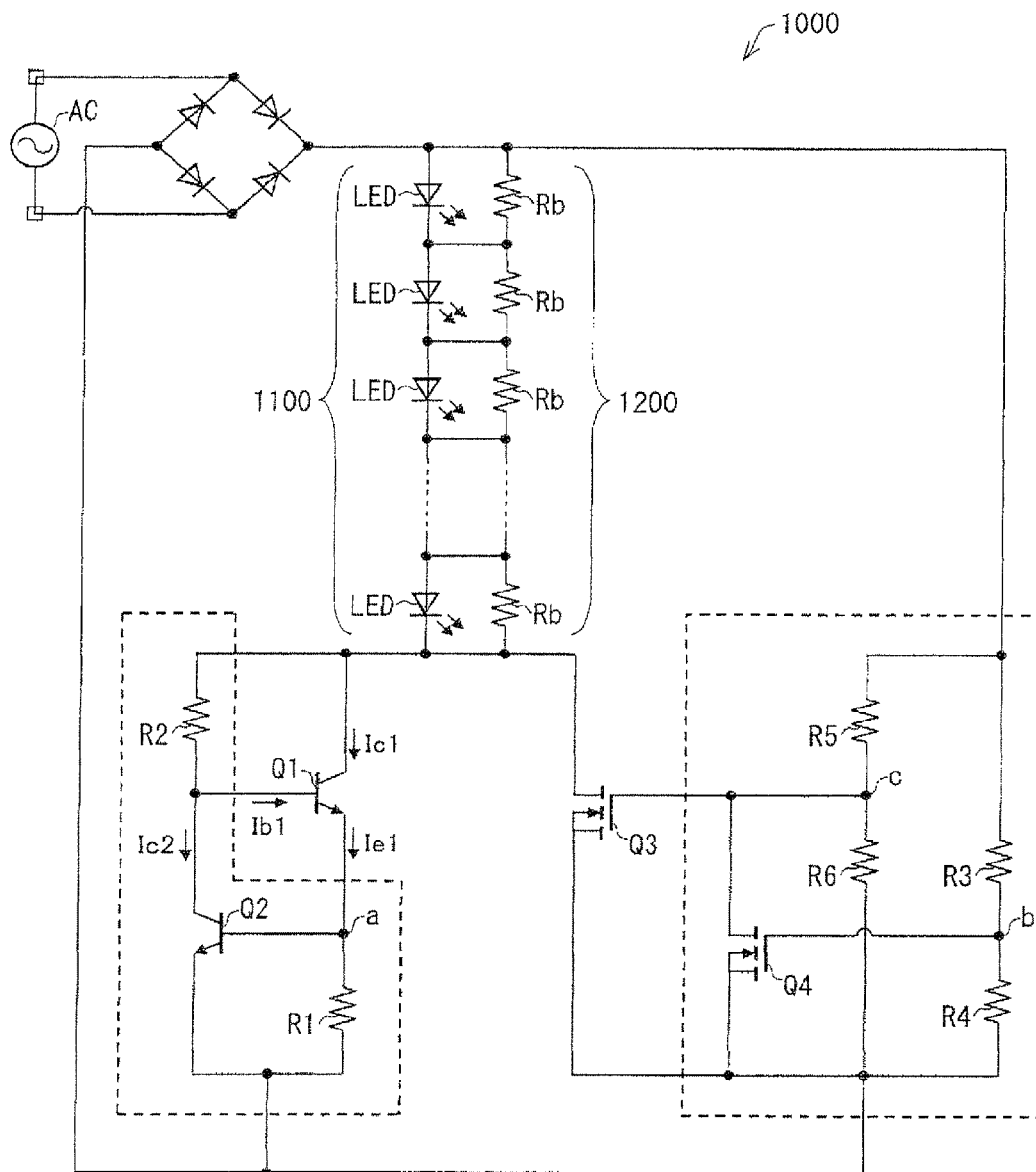 1000
AC
LED
Rb
LED
Rb
LED
Rb
1100
1200
LED
Rb
R2
Ic1
R5
Q1
c
Ib1
Q3
Ic2
Ie1
R6
R3
Q2
a
b
Q4
R1
R4